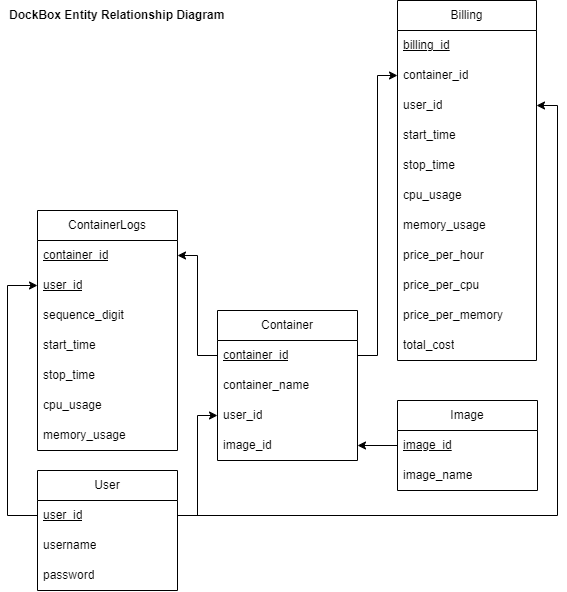 DockBox Entity Relationship Diagram
Billing
billing_id
container_id
user_id
start_time
stop_time
cpu_usage
memory_usage
price_per_hour
price_per_cpu
price_per_memory
total_cost
ContainerLogs
container_id
user_id
sequence_digit
start_time
stop_time
cpu_usage
memory_usage
Container
container_id
container_name
user_id
image_id
Image
image_id
image_name
User
user_id
username
password